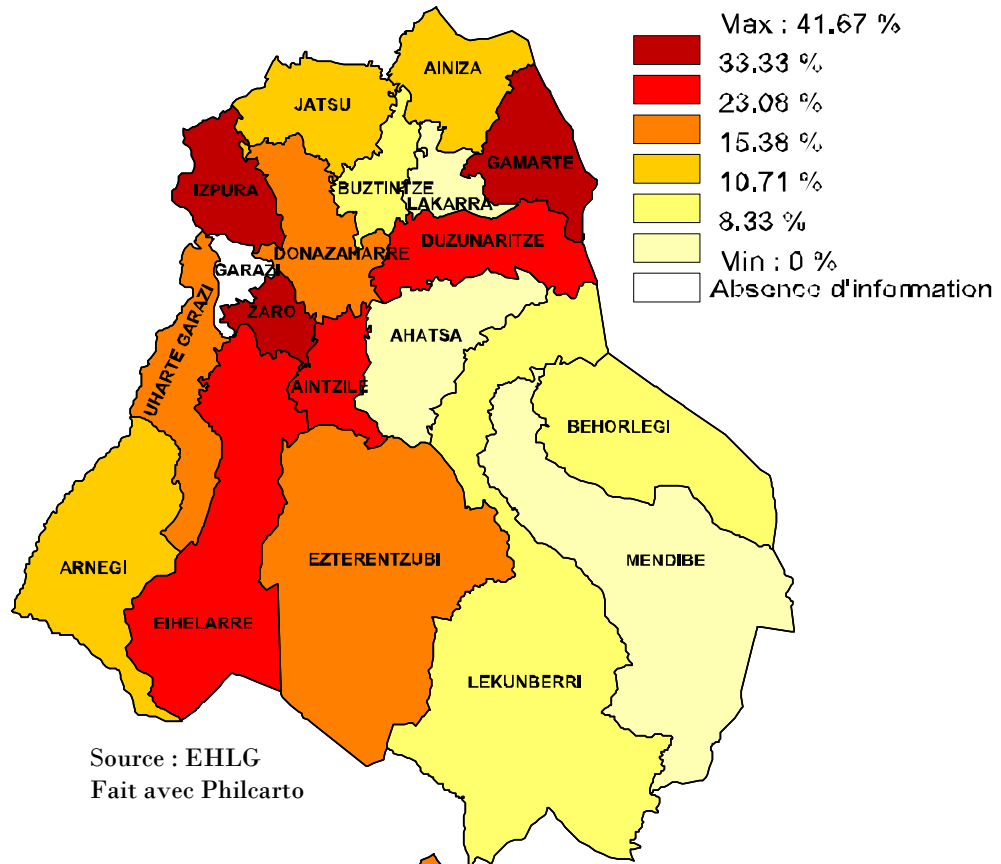 Max : 41.67 %
33.33 %
23.08 %
15.38 %
10.71 %
8.33 %
Min : 0 %
Absence d'information
AINIZA
JATSU
GAMARTE
IZPURA
BUZTINTZE
LAKARRA
DUZUNARITZE
DONAZAHARRE
GARAZI
ZARO
AHATSA
UHARTE GARAZI
AINTZILE
BEHORLEGI
ARNEGI
EZTERENTZUBI
MENDIBE
EIHELARRE
LEKUNBERRI
Source : EHLG
Fait avec Philcarto